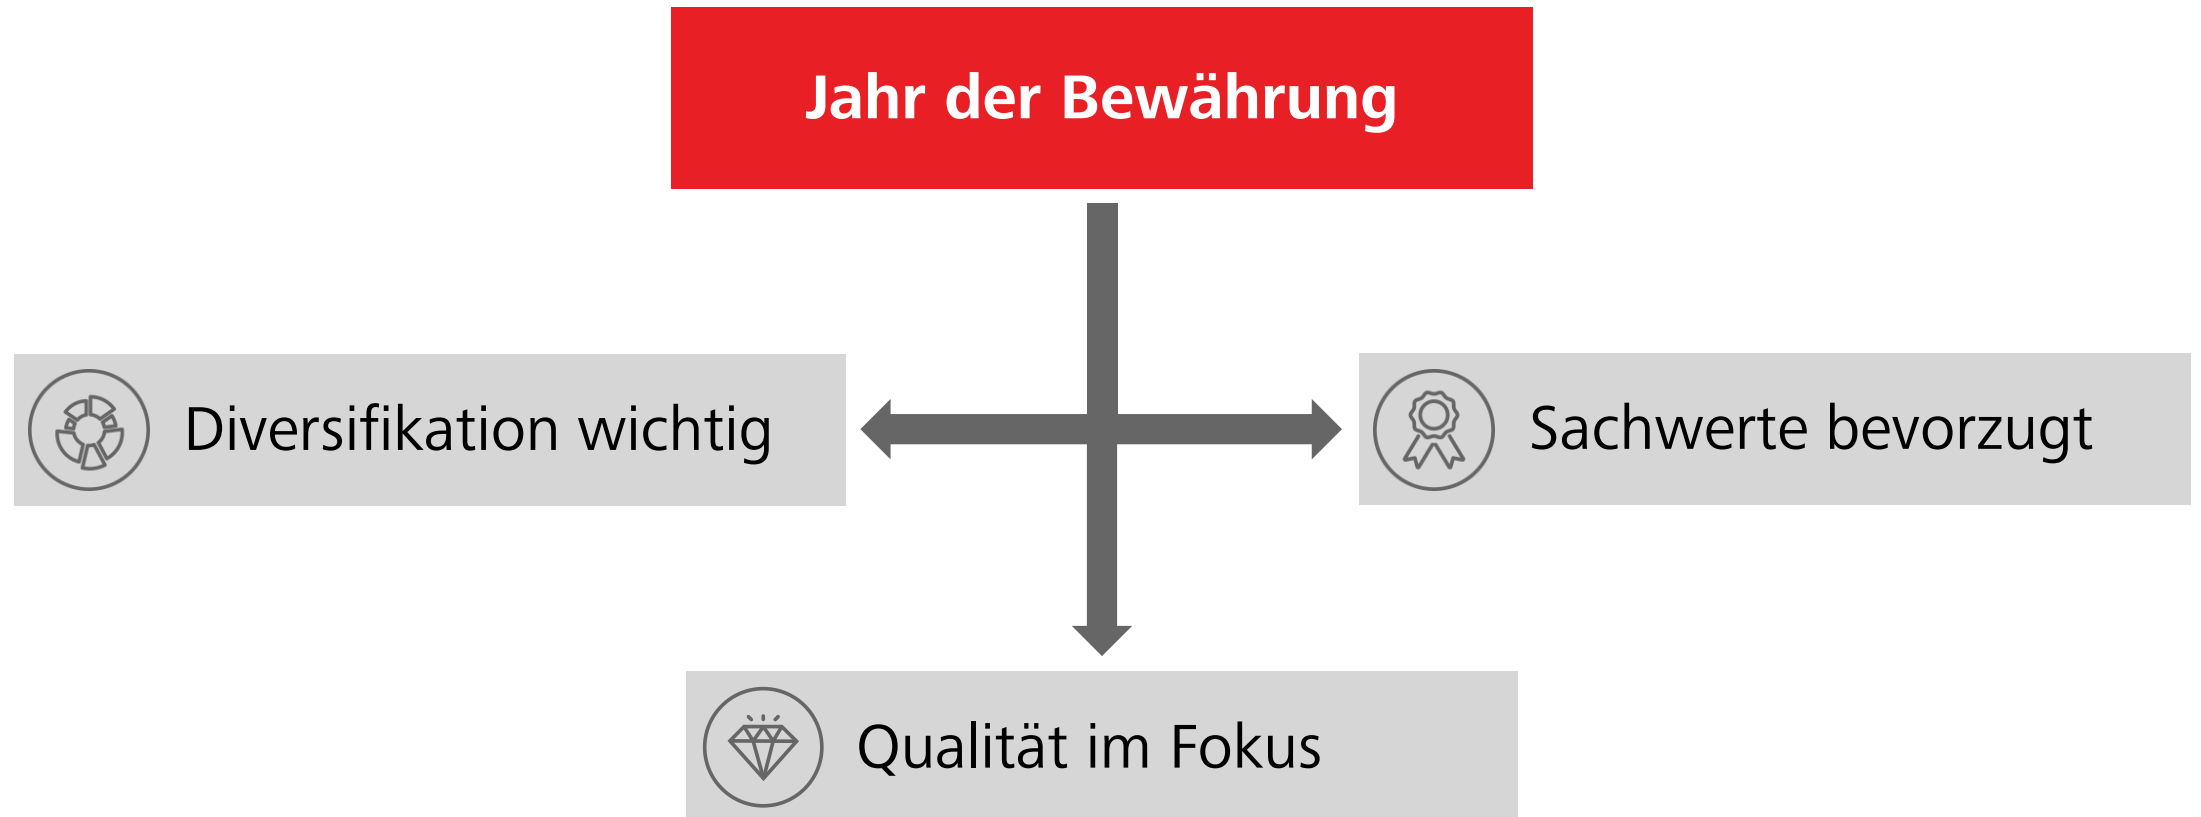 Jahr der Bewährung
Diversifikation wichtig
Sachwerte bevorzugt
Qualität im Fokus